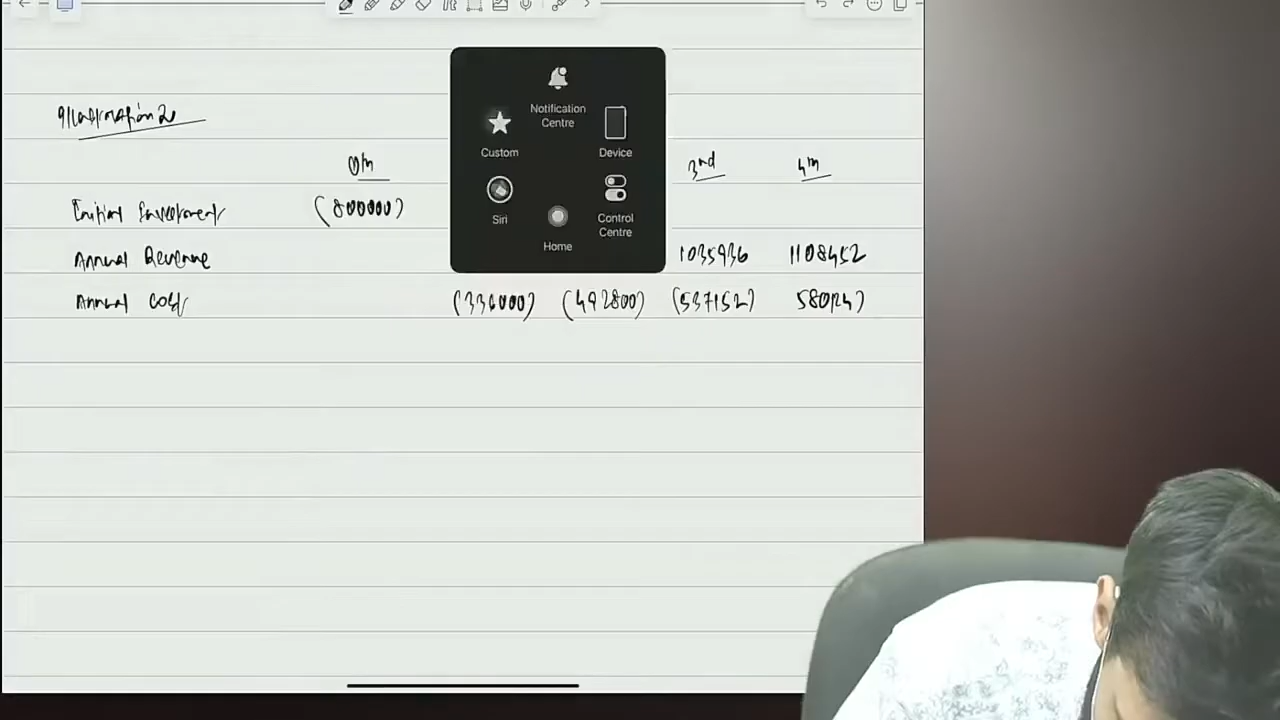 Illustration 2
0th 3rd 4th
Initial Investment (800000)
Annual Revenue 1035936 1108452
Annual Cost (336000) (492800) (537152)
Notification Centre
Custom
Device
Siri
Control Centre
Home